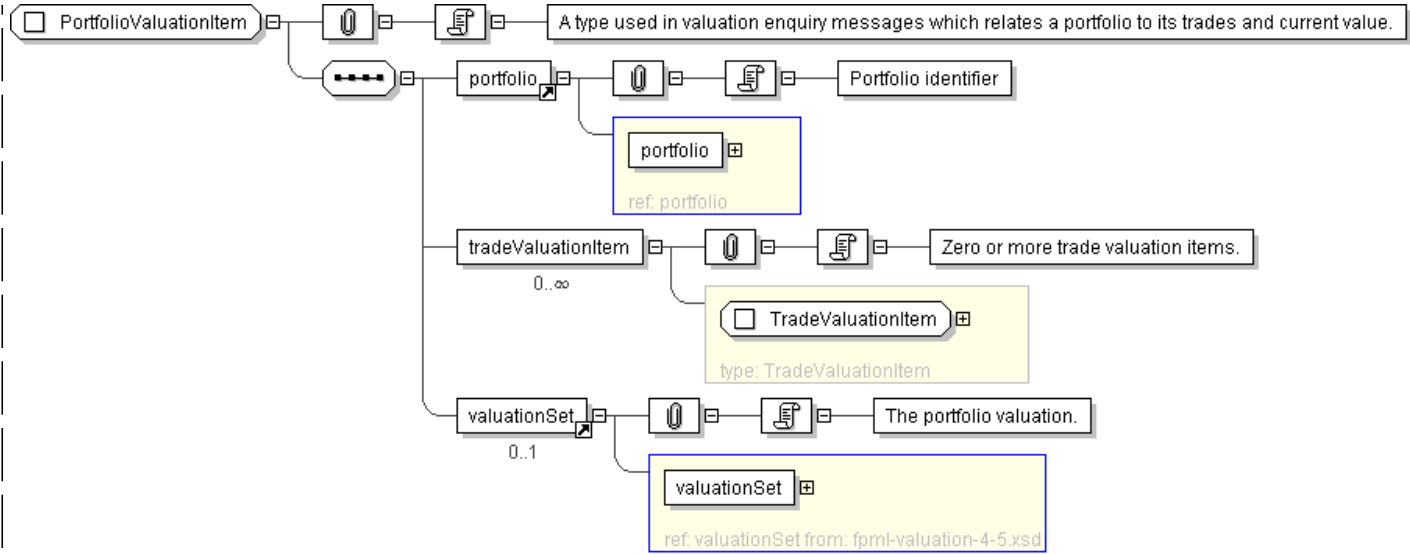 PortfolioValuationItem
A type used in valuation enquiry messages which relates a portfolio to its trades and current value.
portfolio
Portfolio identifier
portfolio
ref: portfolio
tradeValuationItem
Zero or more trade valuation items.
0..∞
TradeValuationItem
type: TradeValuationItem
valuationSet
The portfolio valuation.
0..1
valuationSet
ref: valuationSet from: fpml-valuation-4-5.xsd